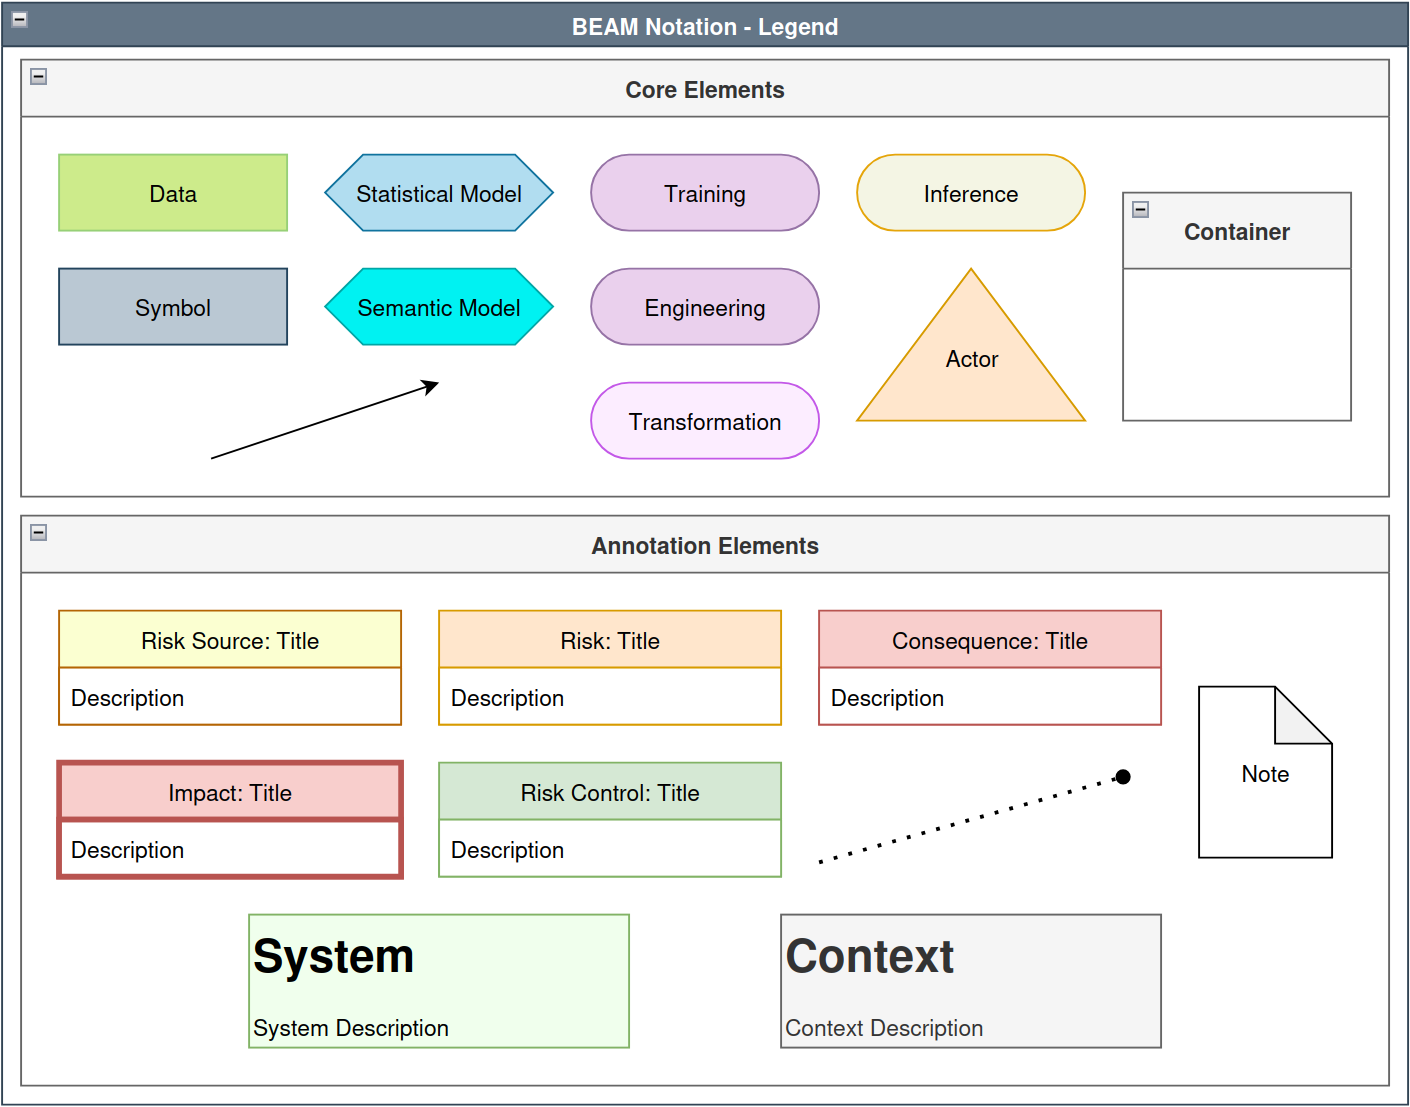 BEAM Notation - Legend
Core Elements
Data
Statistical Model
Training
Inference
Container
Symbol
Semantic Model
Engineering
Actor
Transformation
Annotation Elements
Risk Source: Title
Description
Risk: Title
Description
Consequence: Title
Description
Note
Impact: Title
Description
Risk Control: Title
Description
System
System Description
Context
Context Description